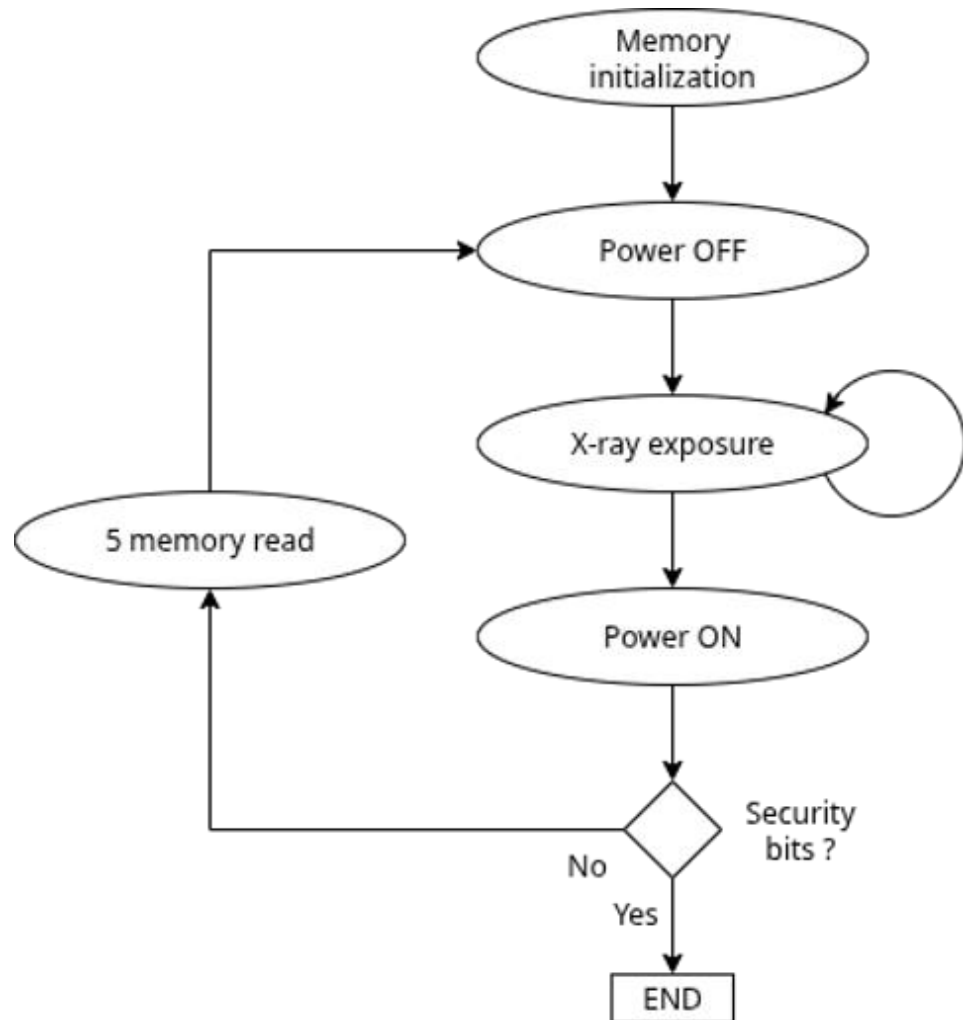 Memory
initialization
Power OFF
X-ray exposure
5 memory read
Power ON
Security
bits ?
No
Yes
END